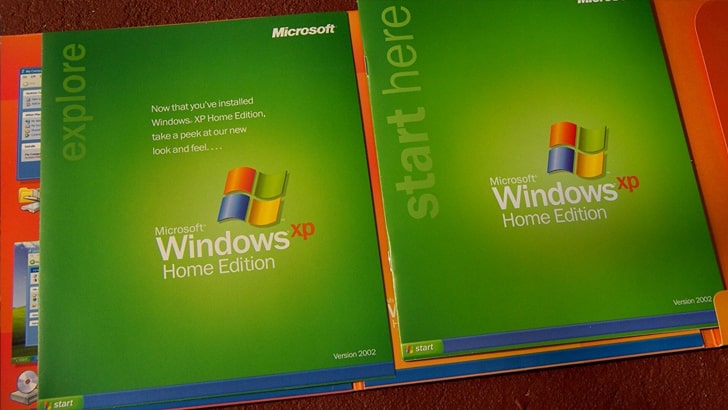 explore
Microsoft®
Now that you've installed
Windows® XP Home Edition,
take a peek at our new
look and feel. . . .
Microsoft®
Windows xp
Home Edition
Version 2002
start
start here
Microsoft®
Windows xp
Home Edition
Version 2002
start